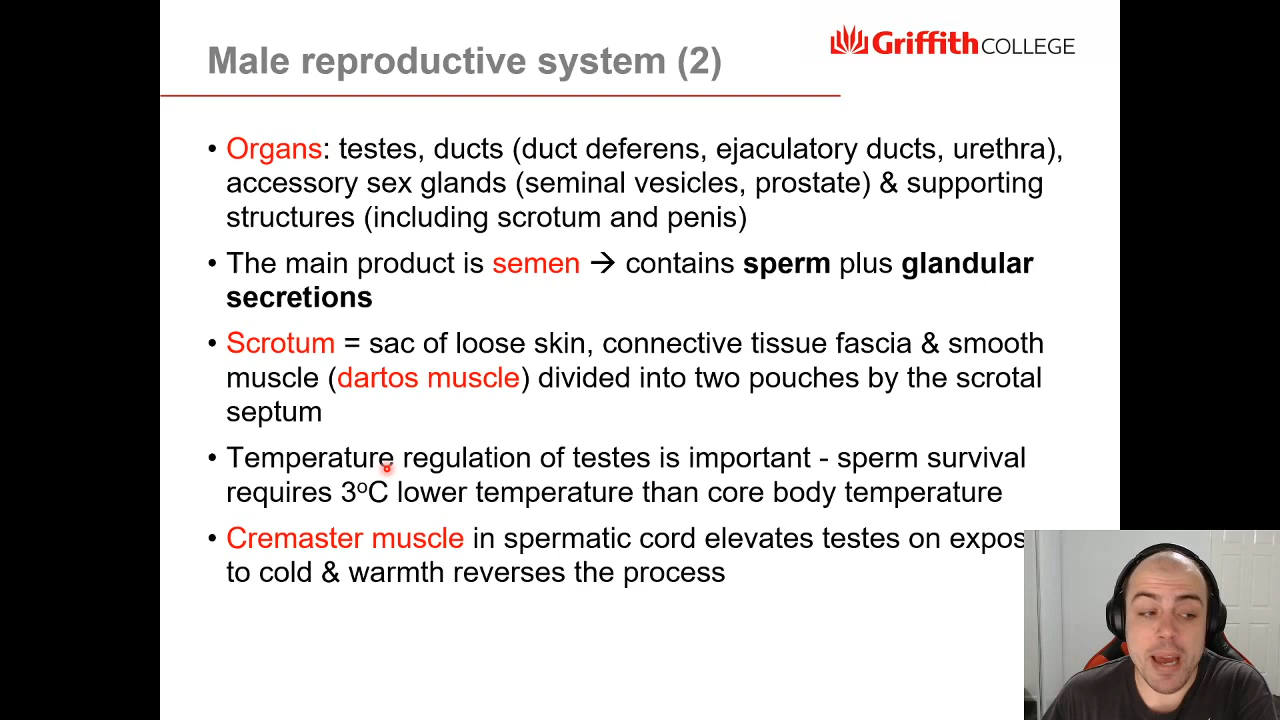 Male reproductive system (2)
Griffith COLLEGE
• Organs: testes, ducts (duct deferens, ejaculatory ducts, urethra),
accessory sex glands (seminal vesicles, prostate) & supporting
structures (including scrotum and penis)
• The main product is semen → contains sperm plus glandular
secretions
• Scrotum = sac of loose skin, connective tissue fascia & smooth
muscle (dartos muscle) divided into two pouches by the scrotal
septum
• Temperature regulation of testes is important - sperm survival
requires 3ºC lower temperature than core body temperature
• Cremaster muscle in spermatic cord elevates testes on expos
to cold & warmth reverses the process